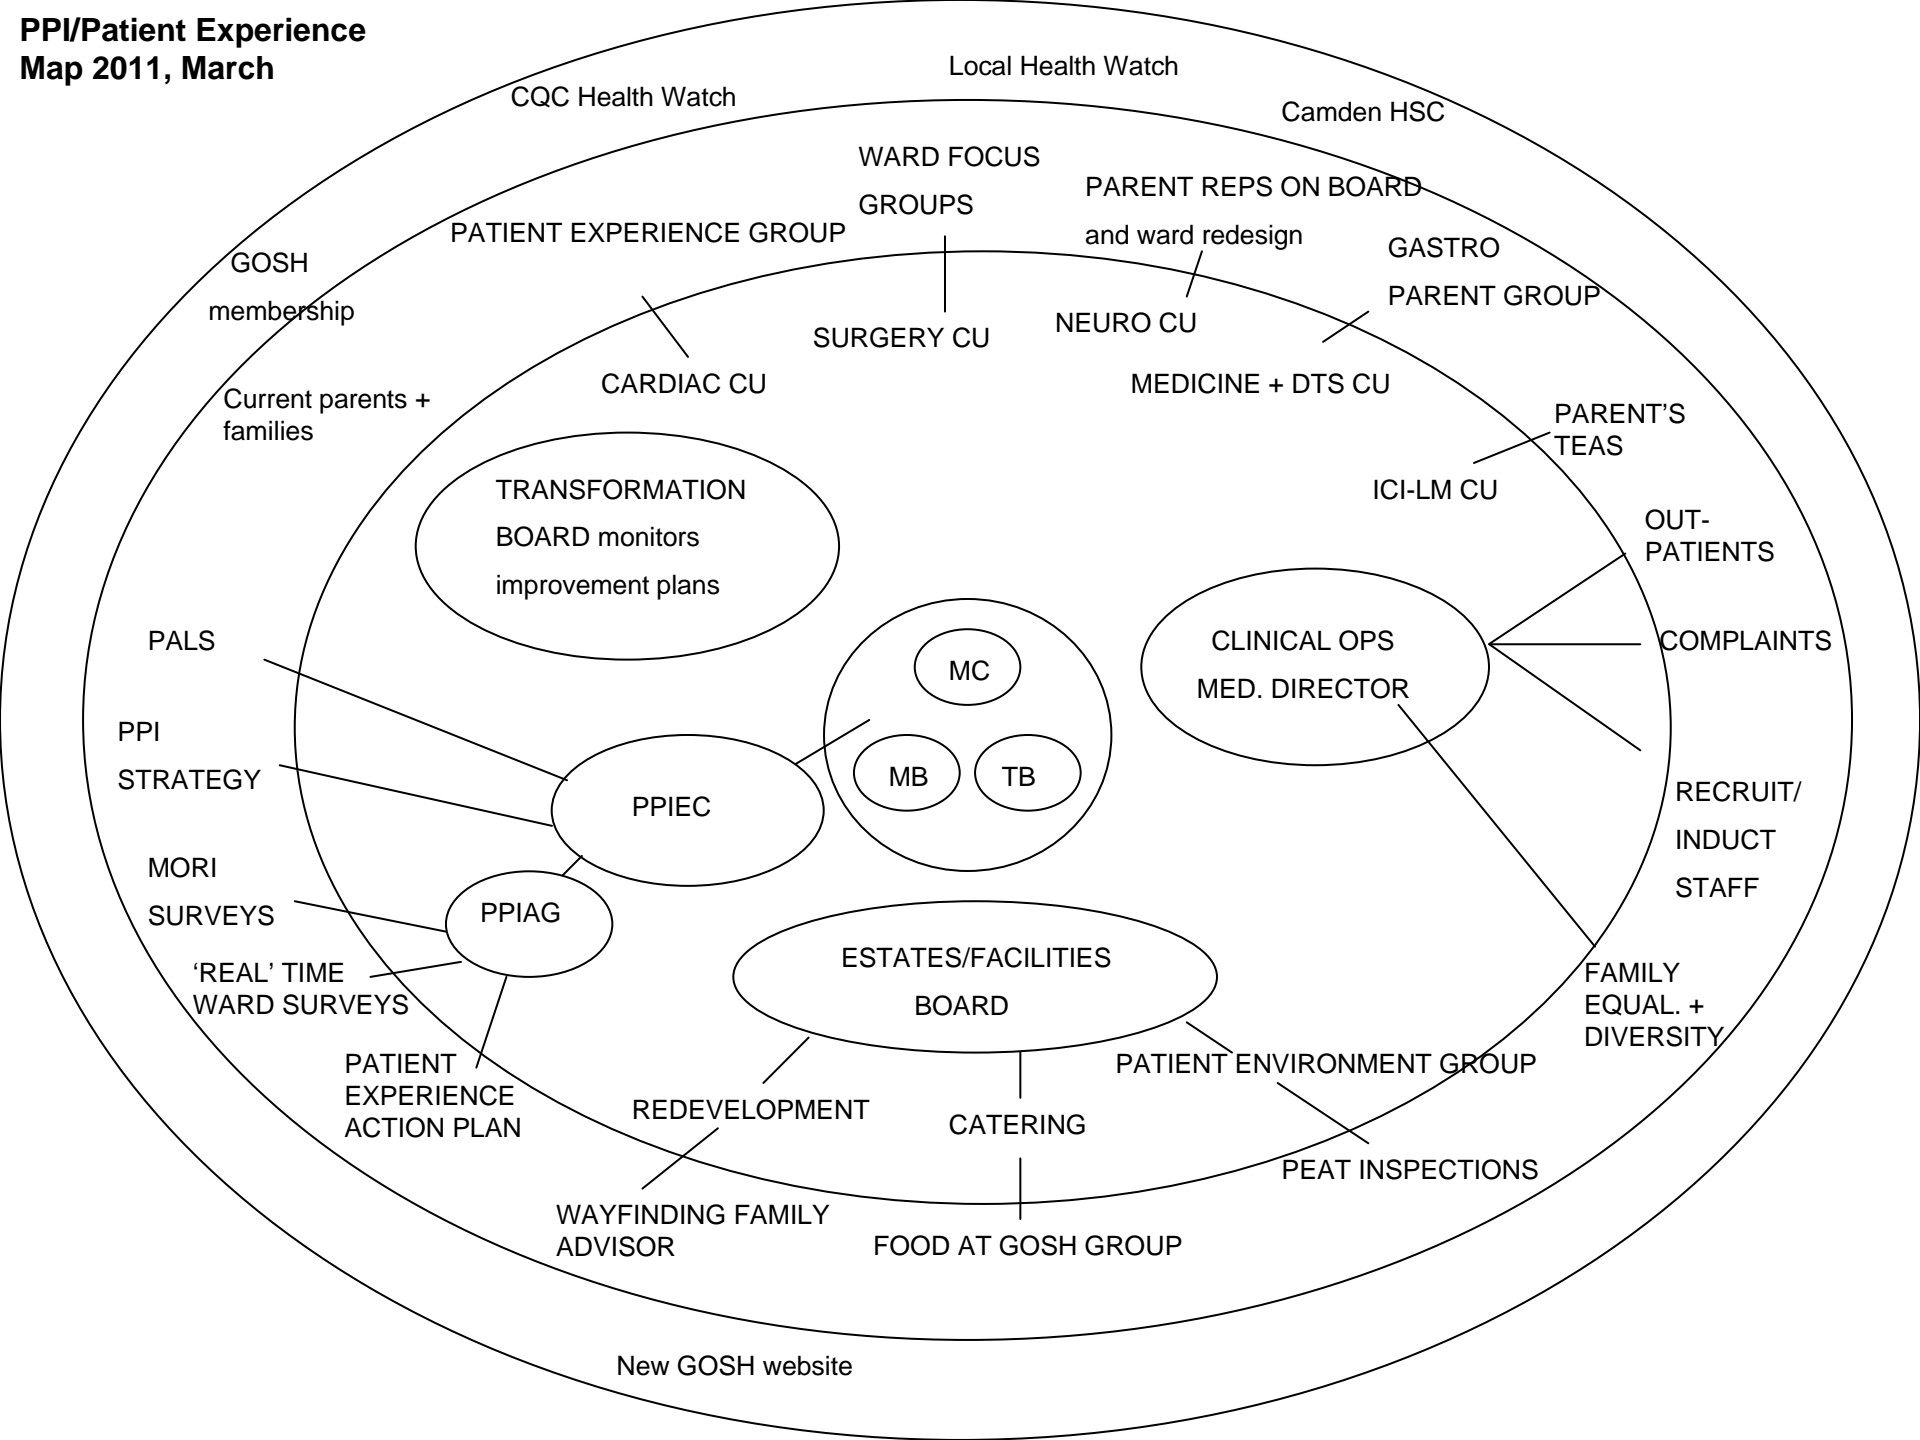 PPI/Patient Experience
Map 2011, March
Local Health Watch
CQC Health Watch
Camden HSC
WARD FOCUS
GROUPS
PARENT REPS ON BOARD
and ward redesign
PATIENT EXPERIENCE GROUP
GASTRO
PARENT GROUP
GOSH
membership
SURGERY CU
NEURO CU
CARDIAC CU
MEDICINE + DTS CU
Current parents +
families
PARENT'S
TEAS
TRANSFORMATION
BOARD monitors
improvement plans
ICI-LM CU
OUT-
PATIENTS
PALS
CLINICAL OPS
MED. DIRECTOR
COMPLAINTS
MC
PPI
STRATEGY
MB
TB
PPIEC
RECRUIT/
INDUCT
STAFF
MORI
SURVEYS
PPIAG
ESTATES/FACILITIES
BOARD
‘REAL’ TIME
WARD SURVEYS
FAMILY
EQUAL. +
DIVERSITY
PATIENT
EXPERIENCE
ACTION PLAN
PATIENT ENVIRONMENT GROUP
REDEVELOPMENT
CATERING
PEAT INSPECTIONS
WAYFINDING FAMILY
ADVISOR
FOOD AT GOSH GROUP
New GOSH website